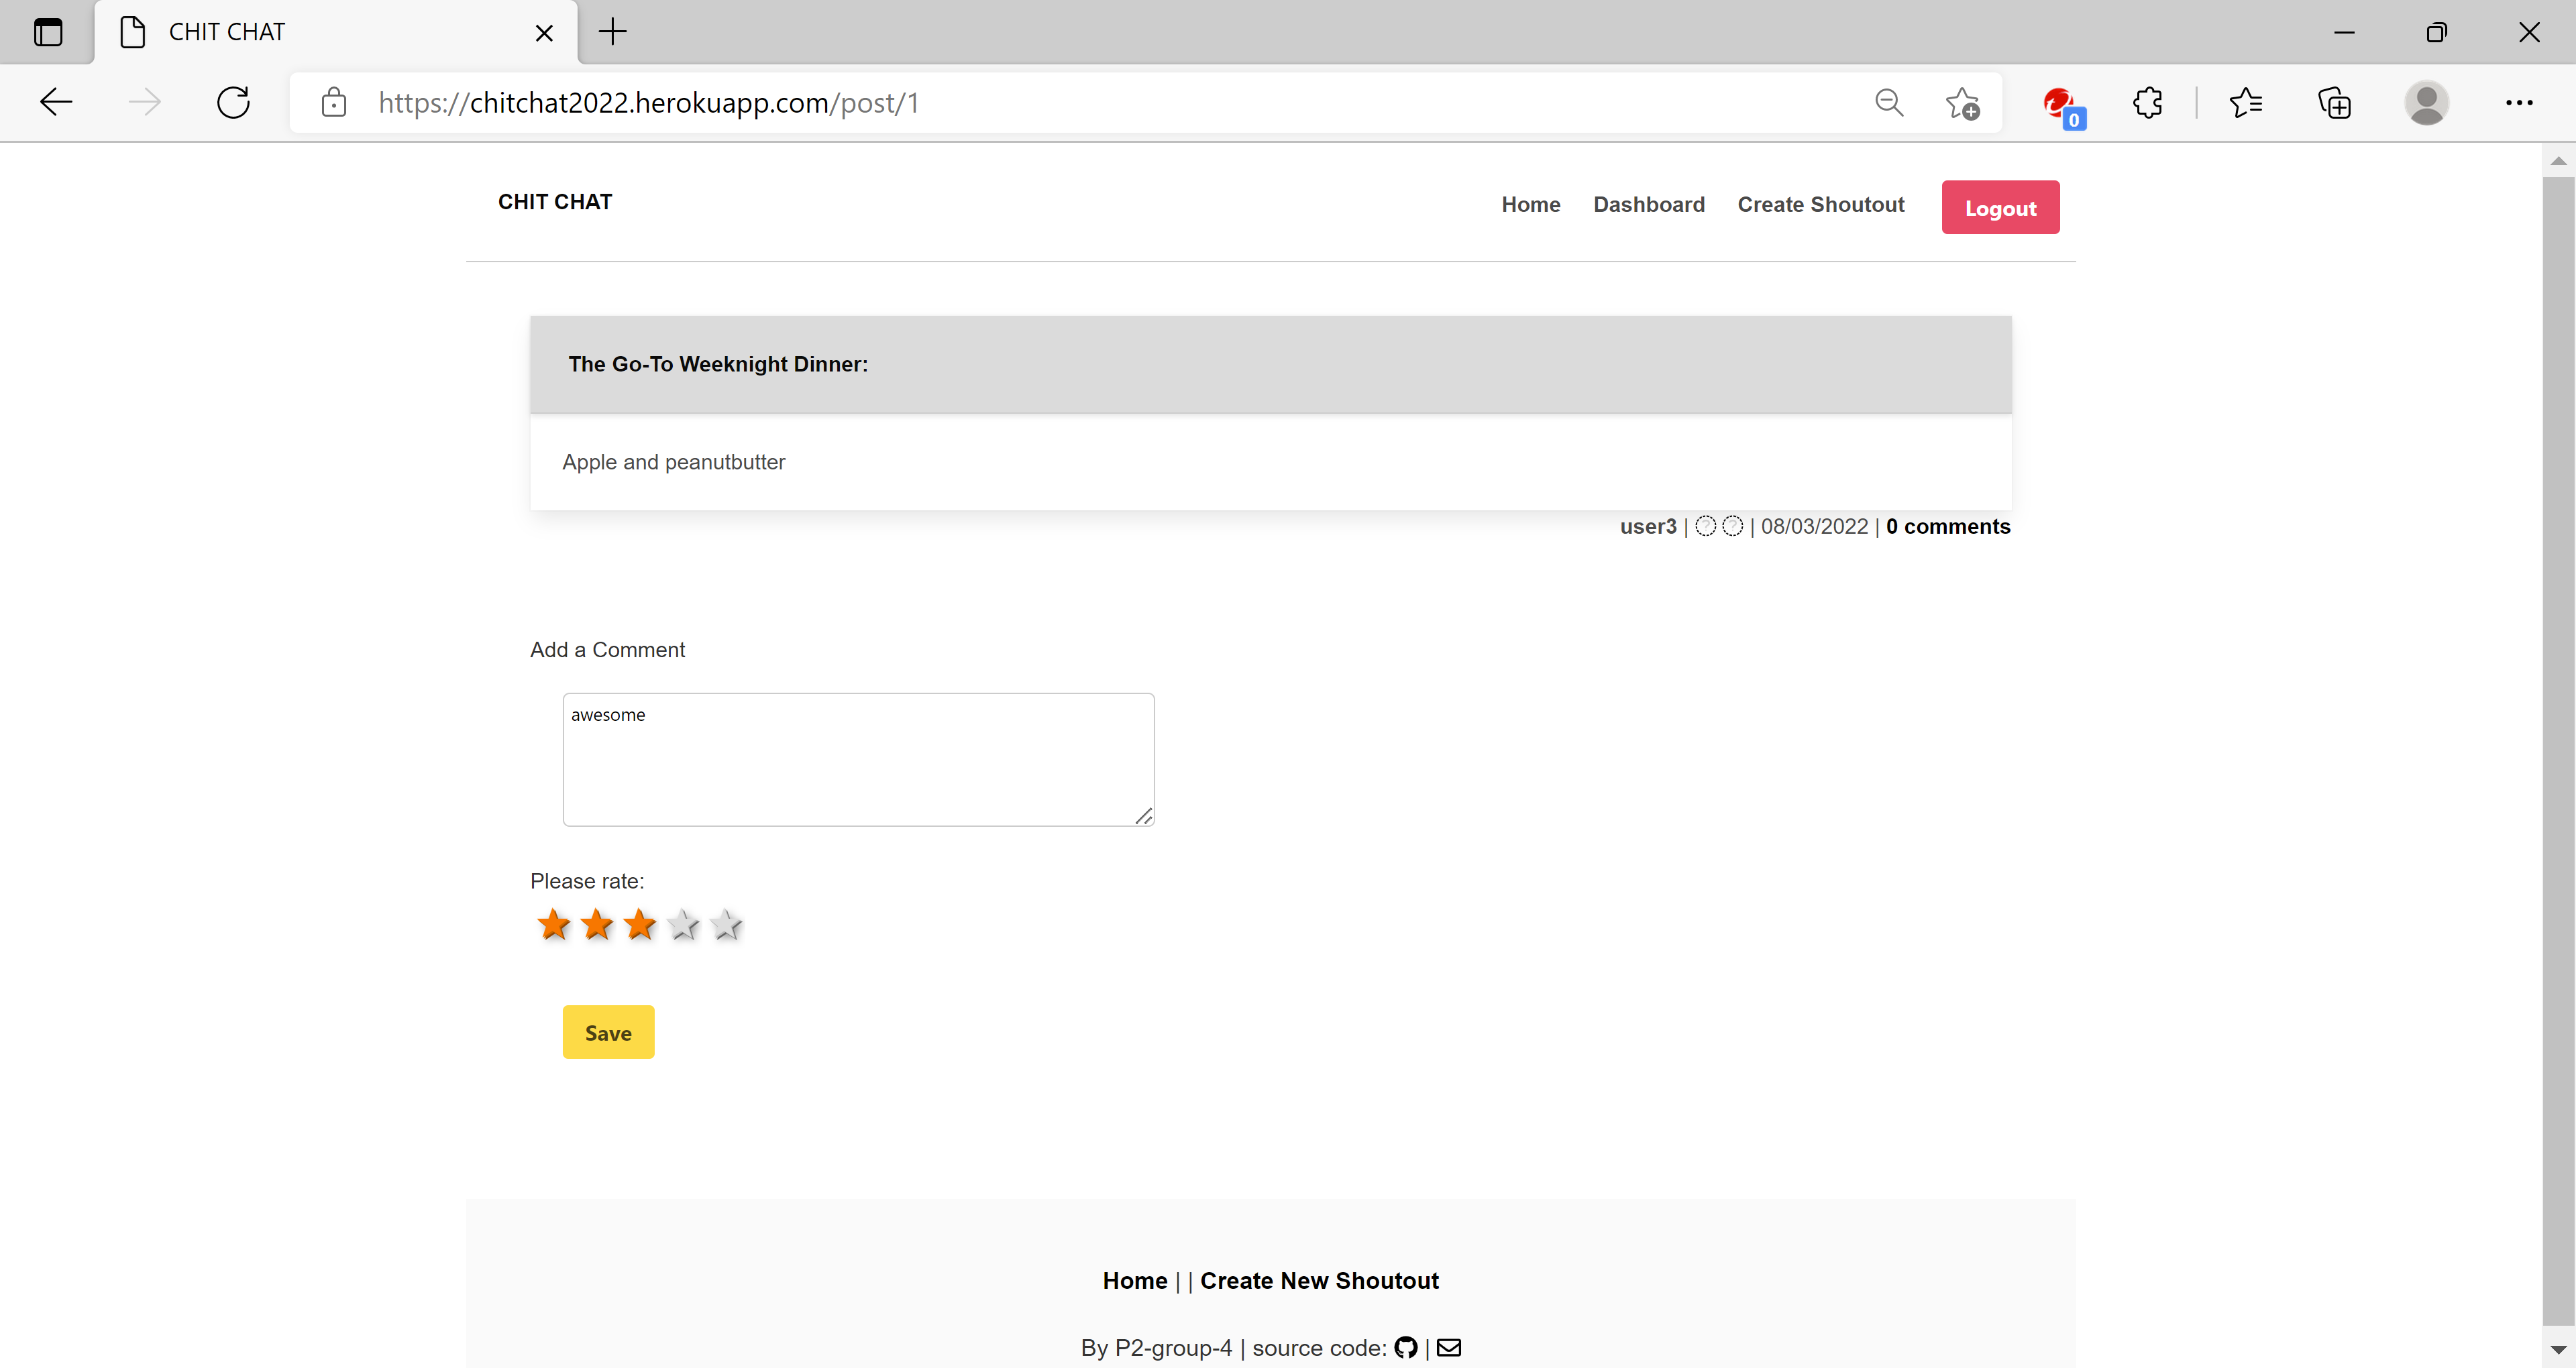 CHIT CHAT
https://chitchat2022.herokuapp.com/post/1
0
CHIT CHAT
Home Dashboard Create Shoutout Logout
The Go-To Weeknight Dinner:
Apple and peanutbutter
user3 | | 08/03/2022 | 0 comments
Add a Comment
awesome
Please rate:
Save
Home | | Create New Shoutout
By P2-group-4 | source code: |